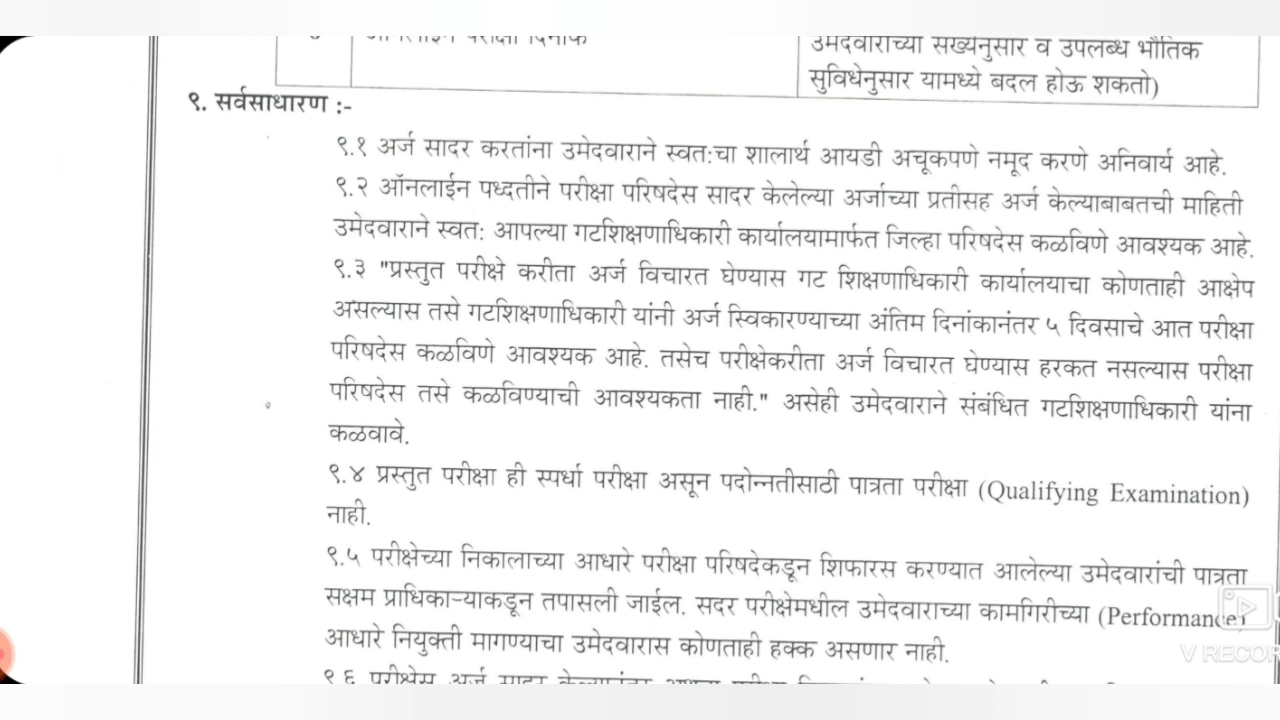 उमेदवारांच्या संख्येनुसार व उपलब्ध भौतिक
सुविधेनुसार यामध्ये बदल होऊ शकतो)
९. सर्वसाधारण :-
९.१ अर्ज सादर करतांना उमेदवाराने स्वत:चा शालार्थ आयडी अचूकपणे नमूद करणे अनिवार्य आहे.
९.२ ऑनलाईन पध्दतीने परीक्षा परिषदेस सादर केलेल्या अर्जाच्या प्रतीसह अर्ज केल्याबाबतची माहिती
उमेदवाराने स्वत: आपल्या गटशिक्षणाधिकारी कार्यालयामार्फत जिल्हा परिषदेस कळविणे आवश्यक आहे.
९.३ "प्रस्तुत परीक्षे करीता अर्ज विचारत घेण्यास गट शिक्षणाधिकारी कार्यालयाचा कोणताही आक्षेप
असल्यास तसे गटशिक्षणाधिकारी यांनी अर्ज स्विकारण्याच्या अंतिम दिनांकानंतर ५ दिवसाचे आत परीक्षा
परिषदेस कळविणे आवश्यक आहे. तसेच परीक्षेकरीता अर्ज विचारत घेण्यास हरकत नसल्यास परीक्षा
परिषदेस तसे कळविण्याची आवश्यकता नाही." असेही उमेदवाराने संबंधित गटशिक्षणाधिकारी यांना
कळवावे.
९.४ प्रस्तुत परीक्षा ही स्पर्धा परीक्षा असून पदोन्नतीसाठी पात्रता परीक्षा (Qualifying Examination)
नाही.
९.५ परीक्षेच्या निकालाच्या आधारे परीक्षा परिषदेकडून शिफारस करण्यात आलेल्या उमेदवारांची पात्रता
सक्षम प्राधिकाऱ्याकडून तपासली जाईल. सदर परीक्षेमधील उमेदवाराच्या कामगिरीच्या (Performance)
आधारे नियुक्ती मागण्याचा उमेदवारास कोणताही हक्क असणार नाही.
९.६ परीक्षेस अर्ज सादर केल्यानंतर
V RECOR